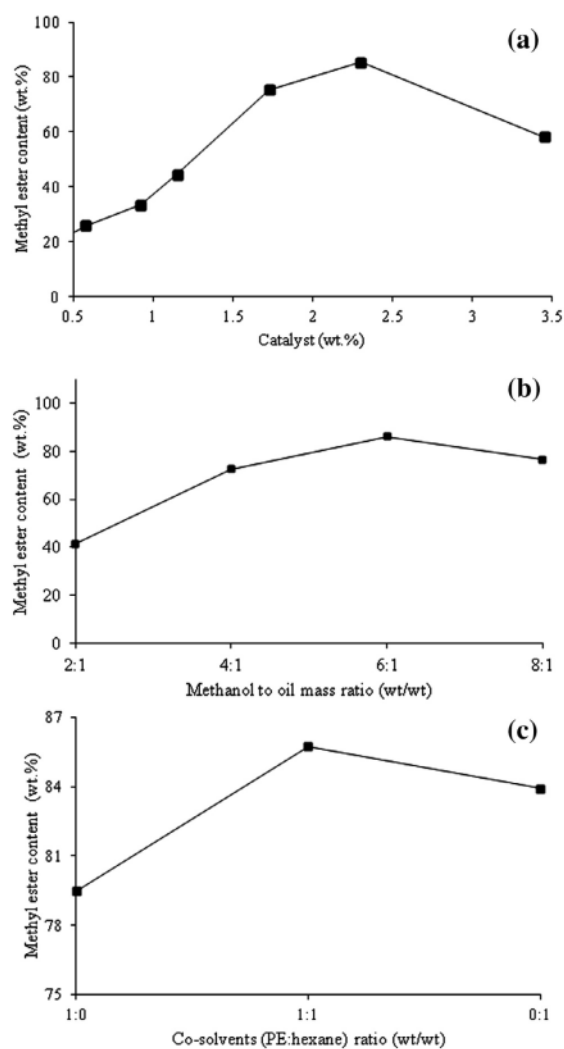 (a)
Methyl ester content (wt.%)
100
80
60
40
20
0
0.5 1 1.5 2 2.5 3 3.5
Catalyst (wt.%)
(b)
Methyl ester content (wt.%)
100
80
60
40
20
0
2:1 4:1 6:1 8:1
Methanol to oil mass ratio (wt/wt)
(c)
Methyl ester content (wt.%)
87
84
81
78
75
1:0 1:1 0:1
Co-solvents (PE:hexane) ratio (wt/wt)